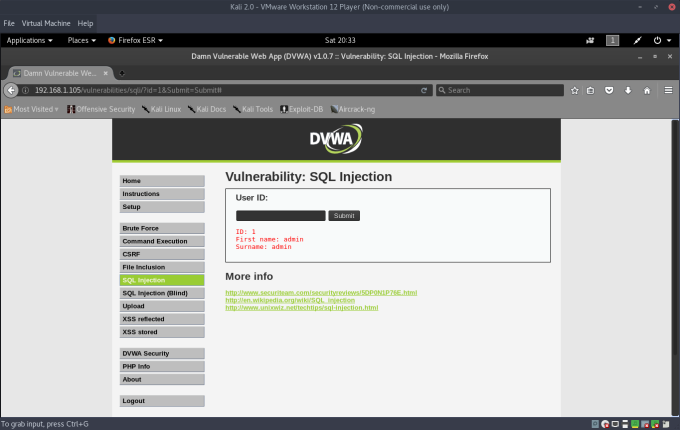 Kali 2.0 - VMware Workstation 12 Player (Non-commercial use only)
File Virtual Machine Help
Applications Places Firefox ESR Sat 20:33 1
Damn Vulnerable Web App (DVWA) v1.0.7 :: Vulnerability: SQL Injection - Mozilla Firefox
Damn Vulnerable We...
192.168.1.105/vulnerabilities/sqli/?id=1&Submit=Submit# Search
Most Visited Offensive Security Kali Linux Kali Docs Kali Tools Exploit-DB Aircrack-ng
DVWA
Home
Instructions
Setup
Brute Force
Command Execution
CSRF
File Inclusion
SQL Injection
SQL Injection (Blind)
Upload
XSS reflected
XSS stored
DVWA Security
PHP Info
About
Logout
Vulnerability: SQL Injection
User ID:
Submit
ID: 1
First name: admin
Surname: admin
More info
http://www.securiteam.com/securityreviews/5DP0N1P76E.html
http://en.wikipedia.org/wiki/SQL_injection
http://www.unixwiz.net/techtips/sql-injection.html
To grab input, press Ctrl+G